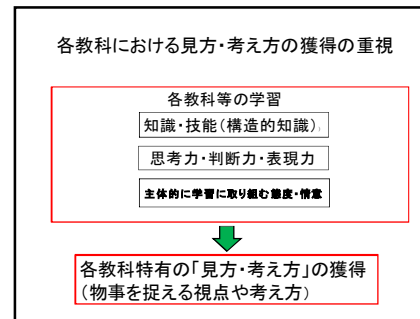 各教科における見方・考え方の獲得の重視
各教科等の学習
知識・技能(構造的知識)
思考力・判断力・表現力
主体的に学習に取り組む態度・情意
各教科特有の「見方・考え方」の獲得
(物事を捉える視点や考え方)